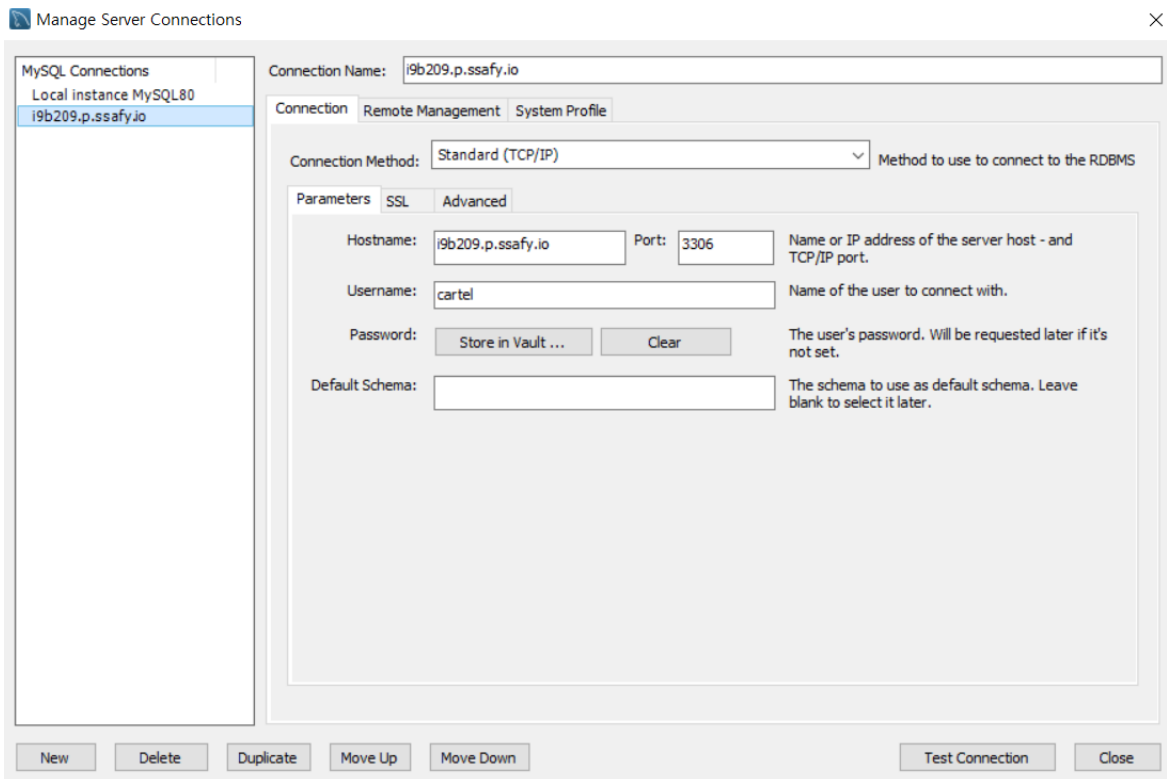 Manage Server Connections
MySQL Connections
Local instance MySQL80
i9b209.p.ssafy.io
Connection Name: i9b209.p.ssafy.io
Connection Remote Management System Profile
Connection Method: Standard (TCP/IP) Method to use to connect to the RDBMS
Parameters SSL Advanced
Hostname: i9b209.p.ssafy.io Port: 3306 Name or IP address of the server host - and
TCP/IP port.
Username: cartel Name of the user to connect with.
Password: Store in Vault ... Clear The user's password. Will be requested later if it's
not set.
Default Schema: The schema to use as default schema. Leave
blank to select it later.
New Delete Duplicate Move Up Move Down Test Connection Close